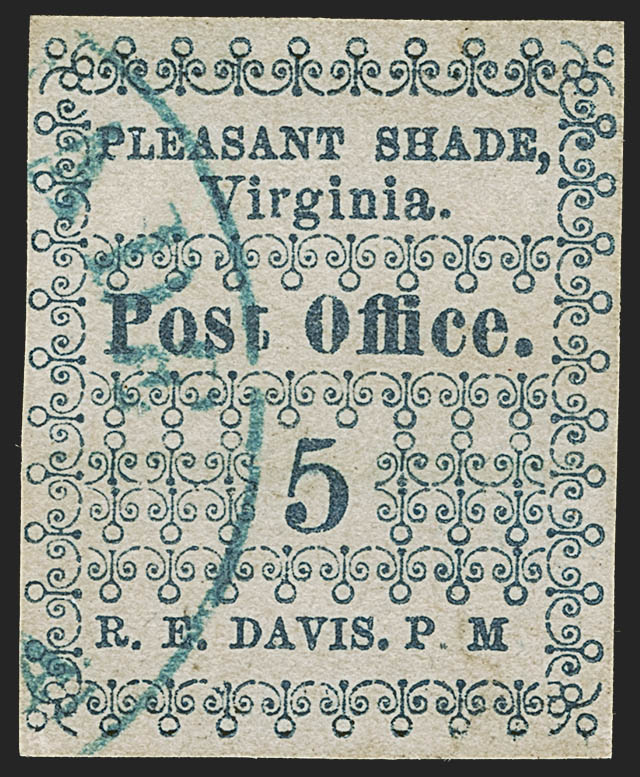 PLEASANT SHADE,
Virginia.
Post Office.
5
R. E. DAVIS. P. M